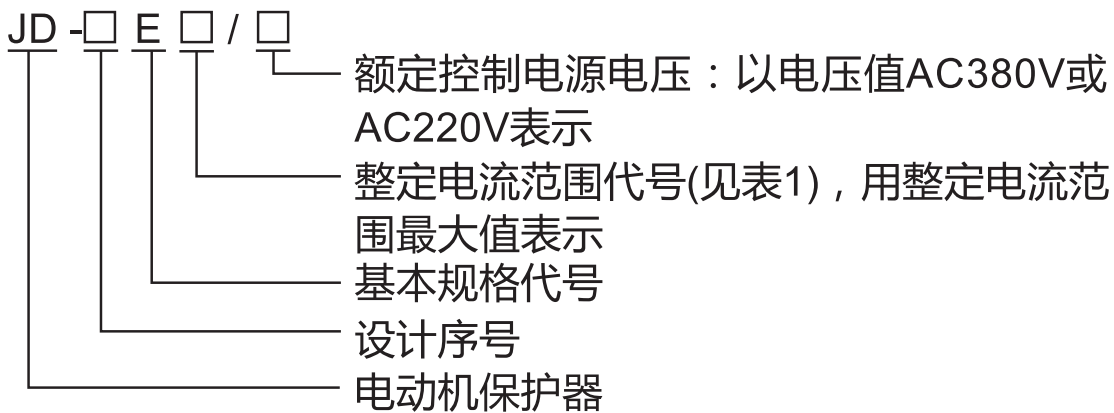 JD -□ E □ / □
额定控制电源电压：以电压值AC380V或
AC220V表示
整定电流范围代号(见表1)，用整定电流范
围最大值表示
基本规格代号
设计序号
电动机保护器